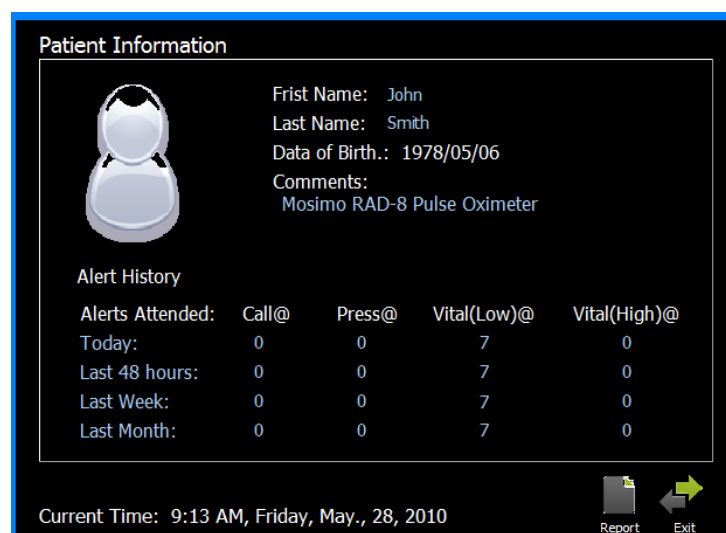 Patient Information
Frist Name: John
Last Name: Smith
Data of Birth.: 1978/05/06
Comments:
Mosimo RAD-8 Pulse Oximeter
Alert History
Alerts Attended: Call@ Press@ Vital(Low)@ Vital(High)@
Today: 0 0 7 0
Last 48 hours: 0 0 7 0
Last Week: 0 0 7 0
Last Month: 0 0 7 0
Current Time: 9:13 AM, Friday, May., 28, 2010
Report Exit